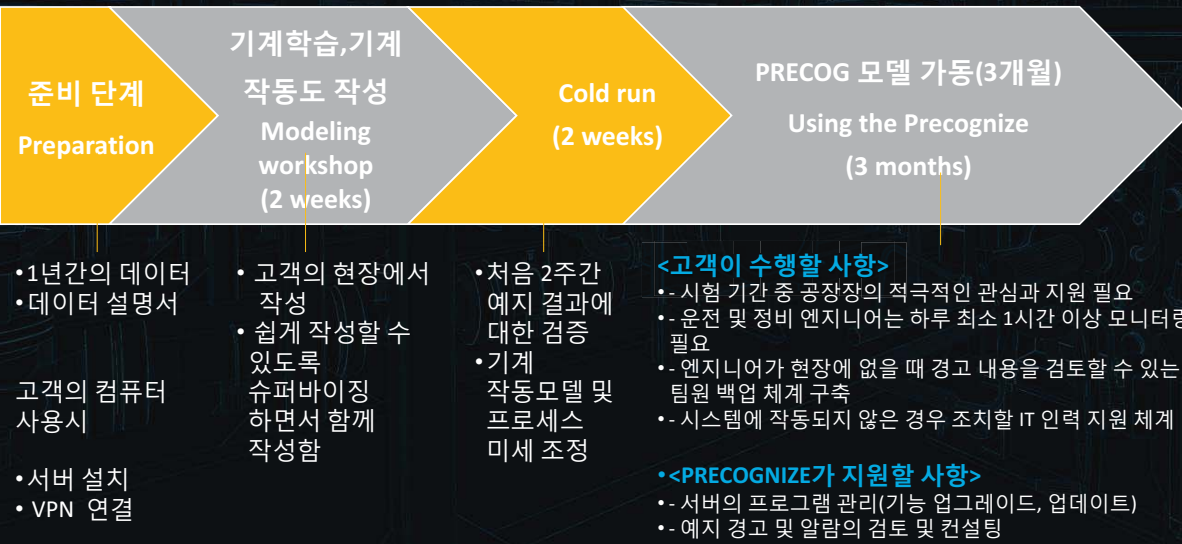 준비 단계
Preparation
기계학습,기계
작동도 작성
Modeling
workshop
(2 weeks)
Cold run
(2 weeks)
PRECOG 모델 가동(3개월)
Using the Precognize
(3 months)
•1년간의 데이터
•데이터 설명서
고객의 컴퓨터
사용시
•서버 설치
• VPN 연결
• 고객의 현장에서
작성
• 쉽게 작성할 수
있도록
슈퍼바이징
하면서 함께
작성함
•처음 2주간
예지 결과에
대한 검증
•기계
작동모델 및
프로세스
미세 조정
<고객이 수행할 사항>
•- 시험 기간 중 공장장의 적극적인 관심과 지원 필요
•- 운전 및 정비 엔지니어는 하루 최소 1시간 이상 모니터링
필요
•- 엔지니어가 현장에 없을 때 경고 내용을 검토할 수 있는
팀원 백업 체계 구축
•- 시스템에 작동되지 않은 경우 조치할 IT 인력 지원 체계
•<PRECOGNIZE가 지원할 사항>
•- 서버의 프로그램 관리(기능 업그레이드, 업데이트)
•- 예지 경고 및 알람의 검토 및 컨설팅